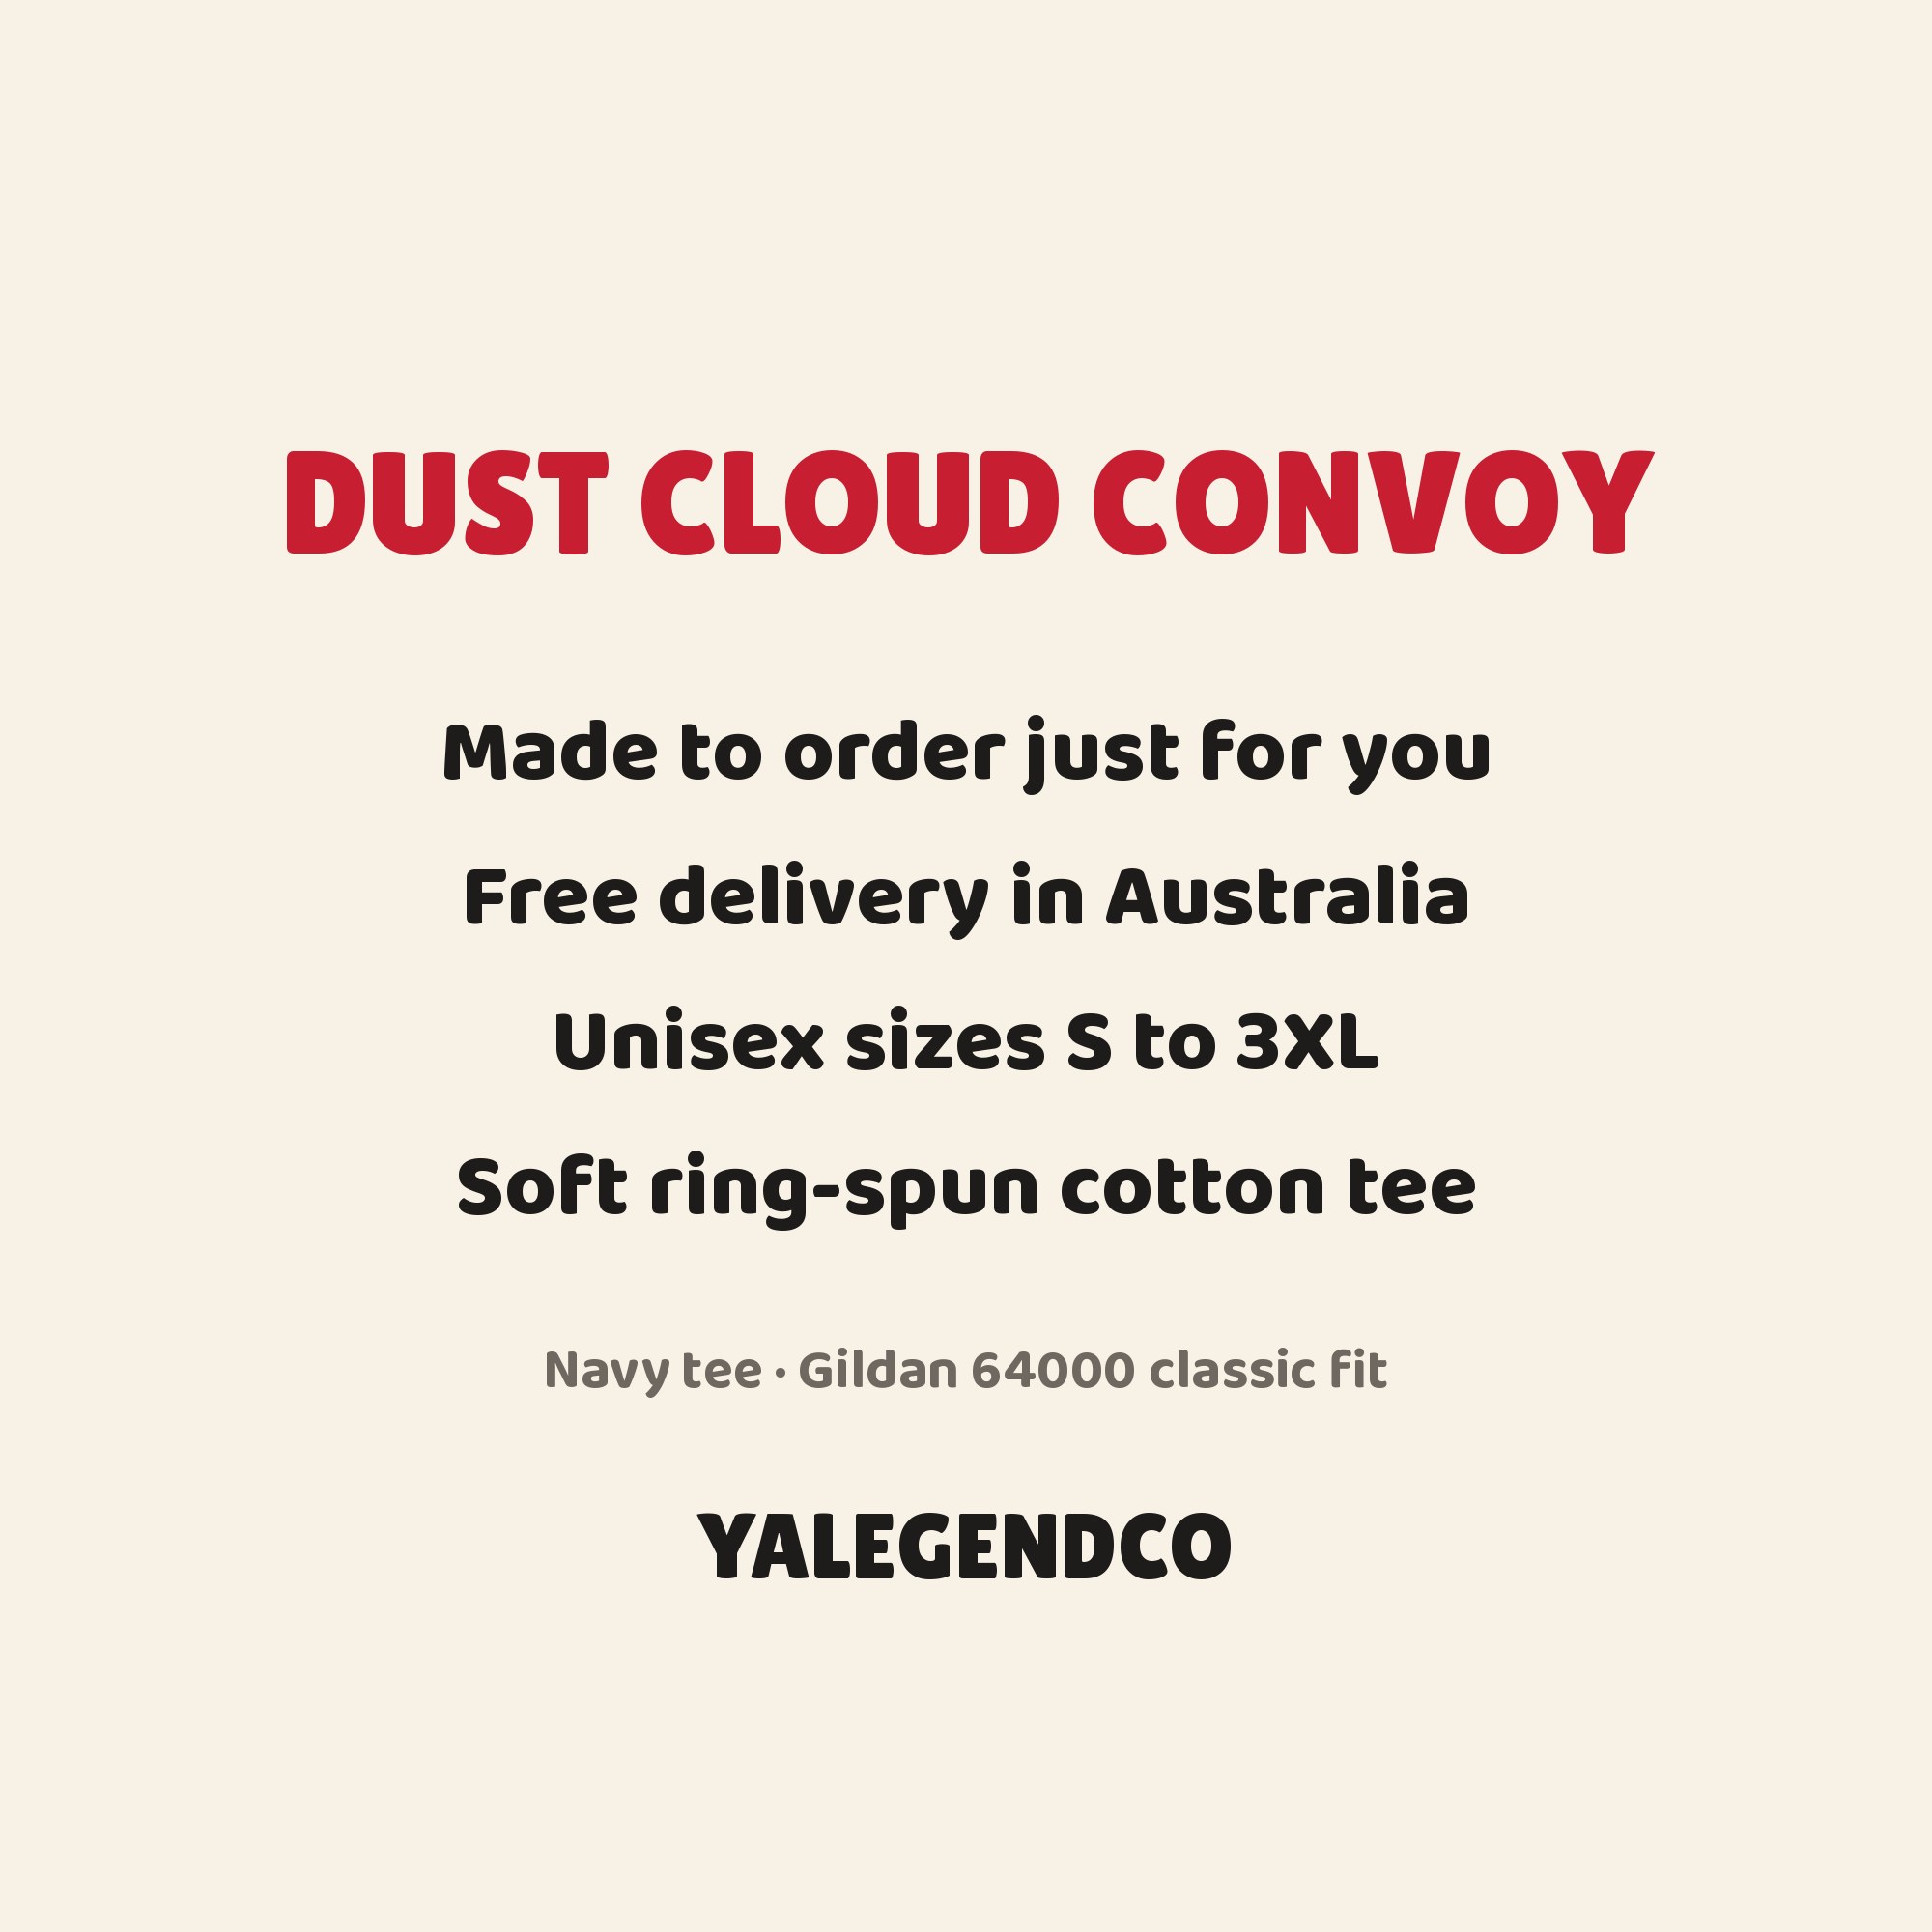 DUST CLOUD CONVOY
Made to order just for you
Free delivery in Australia
Unisex sizes S to 3XL
Soft ring-spun cotton tee
Navy tee · Gildan 64000 classic fit
YALEGENDCO